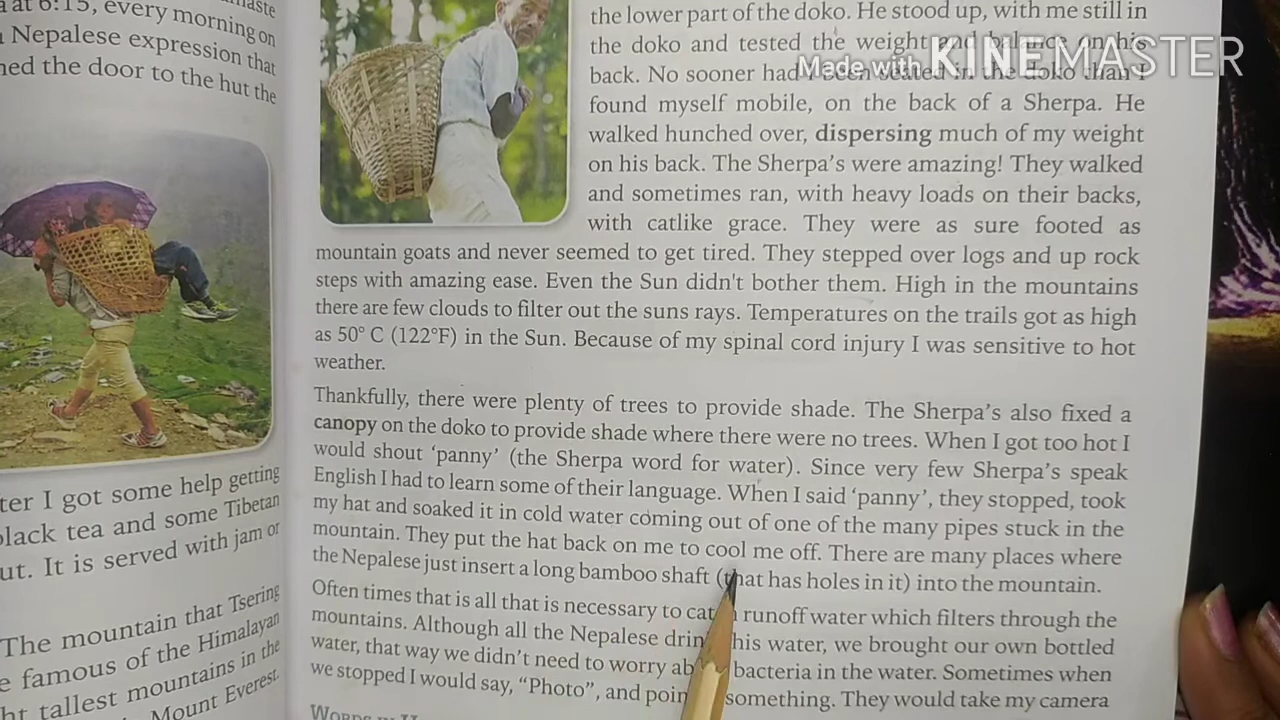 at 6:15, every morning on
Nepalese expression that
the door to the hut the
ter I got some help getting
black tea and some Tibetan
ut. It is served with jam or
The mountain that Tsering
famous of the Himalayan
ht tallest mountains in the
Mount Everest.
the lower part of the doko. He stood up, with me still in
the doko and tested the weight and balance on his
back. No sooner had I been seated in the doko than I
found myself mobile, on the back of a Sherpa. He
walked hunched over, dispersing much of my weight
on his back. The Sherpa's were amazing! They walked
and sometimes ran, with heavy loads on their backs,
with catlike grace. They were as sure footed as
mountain goats and never seemed to get tired. They stepped over logs and up rock
steps with amazing ease. Even the Sun didn't bother them. High in the mountains
there are few clouds to filter out the suns rays. Temperatures on the trails got as high
as 50° C (122°F) in the Sun. Because of my spinal cord injury I was sensitive to hot
weather.
Thankfully, there were plenty of trees to provide shade. The Sherpa's also fixed a
canopy on the doko to provide shade where there were no trees. When I got too hot I
would shout 'panny' (the Sherpa word for water). Since very few Sherpa's speak
English I had to learn some of their language. When I said 'panny', they stopped, took
my hat and soaked it in cold water coming out of one of the many pipes stuck in the
mountain. They put the hat back on me to cool me off. There are many places where
the Nepalese just insert a long bamboo shaft (that has holes in it) into the mountain.
Often times that is all that is necessary to catch runoff water which filters through the
mountains. Although all the Nepalese drin his water, we brought our own bottled
water, that way we didn't need to worry ab bacteria in the water. Sometimes when
we stopped I would say, "Photo", and poin something. They would take my camera
WORDS IN
Made with KINEMASTER